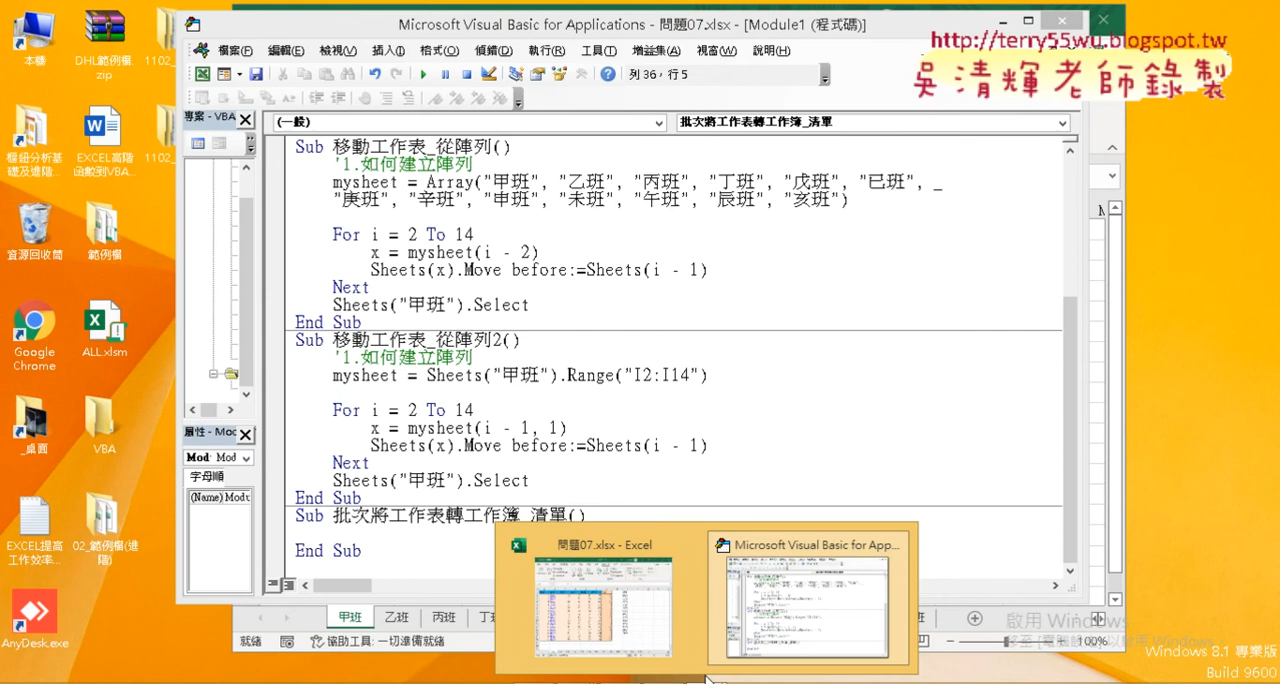 Microsoft Visual Basic for Applications - 問題07.xlsx - [Module1 (程式碼)]
http://terry55wu.blogspot.tw
吳清輝老師錄製
檔案(F) 編輯(E) 檢視(V) 插入(I) 格式(O) 偵錯(D) 執行(R) 工具(T) 增益集(A) 視窗(W) 說明(H)
列 36，行 5
專案 - VBA
(一般)
批次將工作表轉工作簿_清單
Sub 移動工作表_從陣列()
'1.如何建立陣列
mysheet = Array("甲班", "乙班", "丙班", "丁班", "戊班", "已班", _
"庚班", "辛班", "申班", "未班", "午班", "辰班", "亥班")
For i = 2 To 14
x = mysheet(i - 2)
Sheets(x).Move before:=Sheets(i - 1)
Next
Sheets("甲班").Select
End Sub
Sub 移動工作表_從陣列2()
'1.如何建立陣列
mysheet = Sheets("甲班").Range("I2:I14")
For i = 2 To 14
x = mysheet(i - 1, 1)
Sheets(x).Move before:=Sheets(i - 1)
Next
Sheets("甲班").Select
End Sub
Sub 批次將工作表轉工作簿_清單()
End Sub
屬性 - Mod
Mod Mod
字母順
(Name) Modu
問題07.xlsx - Excel
Microsoft Visual Basic for App...
甲班 乙班 丙班
就緒
協助工具: 一切準備就緒
100%
啟用 Windows
Windows 8.1 專業版
Build 9600
本機
DHL範例檔.zip
1102_
EXCEL高階函數到VBA...
1102_
資源回收筒
範例檔
Google Chrome
ALL.xlsm
_桌面
VBA
EXCEL提高工作效率...
02_範例檔(進階)
AnyDesk.exe